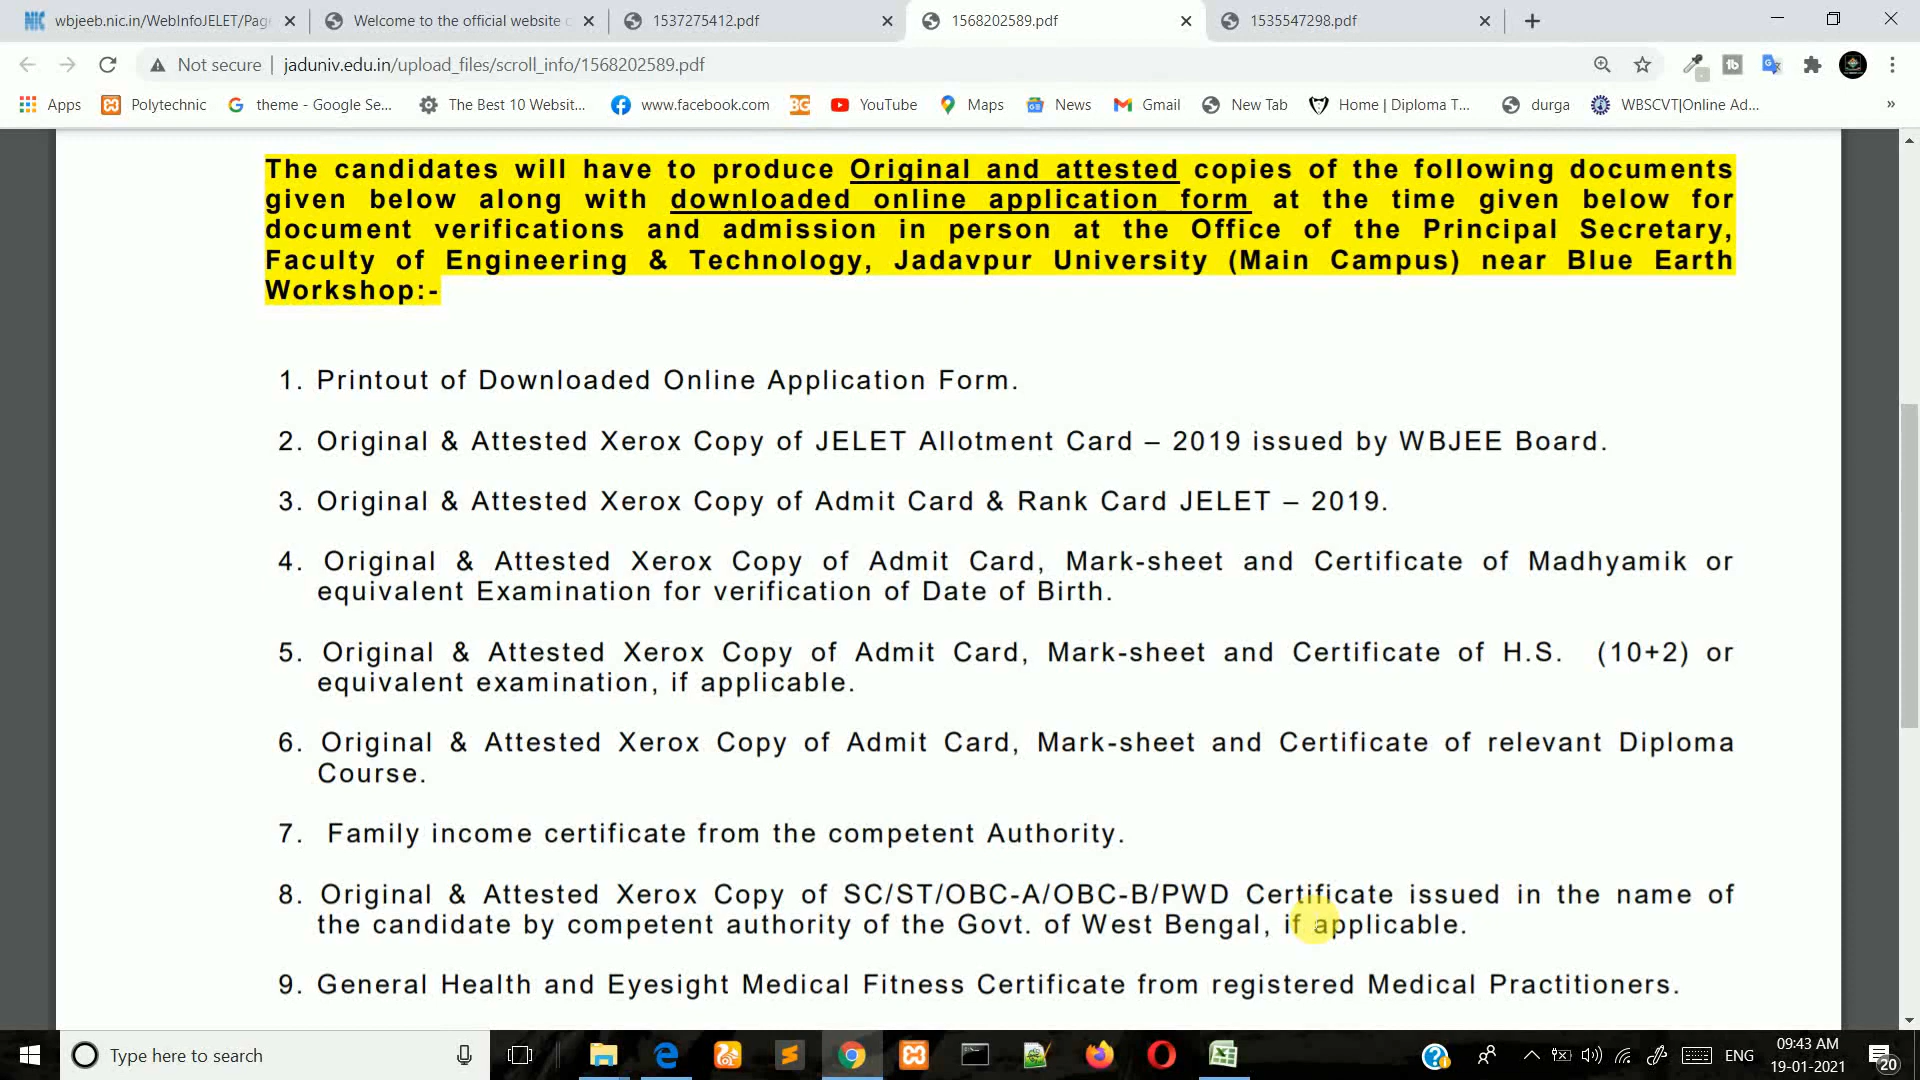 wbjeeb.nic.in/WebInfoJELET/Pag
Welcome to the official website
1537275412.pdf
1568202589.pdf
1535547298.pdf
Not secure
jaduniv.edu.in/upload_files/scroll_info/1568202589.pdf
Apps
Polytechnic
theme - Google Se...
The Best 10 Websit...
www.facebook.com
YouTube
Maps
News
Gmail
New Tab
Home | Diploma T...
durga
WBSCVT|Online Ad...
The candidates will have to produce Original and attested copies of the following documents
given below along with downloaded online application form at the time given below for
document verifications and admission in person at the Office of the Principal Secretary,
Faculty of Engineering & Technology, Jadavpur University (Main Campus) near Blue Earth
Workshop:-
1. Printout of Downloaded Online Application Form.
2. Original & Attested Xerox Copy of JELET Allotment Card – 2019 issued by WBJEE Board.
3. Original & Attested Xerox Copy of Admit Card & Rank Card JELET – 2019.
4. Original & Attested Xerox Copy of Admit Card, Mark-sheet and Certificate of Madhyamik or
equivalent Examination for verification of Date of Birth.
5. Original & Attested Xerox Copy of Admit Card, Mark-sheet and Certificate of H.S. (10+2) or
equivalent examination, if applicable.
6. Original & Attested Xerox Copy of Admit Card, Mark-sheet and Certificate of relevant Diploma
Course.
7. Family income certificate from the competent Authority.
8. Original & Attested Xerox Copy of SC/ST/OBC-A/OBC-B/PWD Certificate issued in the name of
the candidate by competent authority of the Govt. of West Bengal, if applicable.
9. General Health and Eyesight Medical Fitness Certificate from registered Medical Practitioners.
Type here to search
ENG
09:43 AM
19-01-2021
20